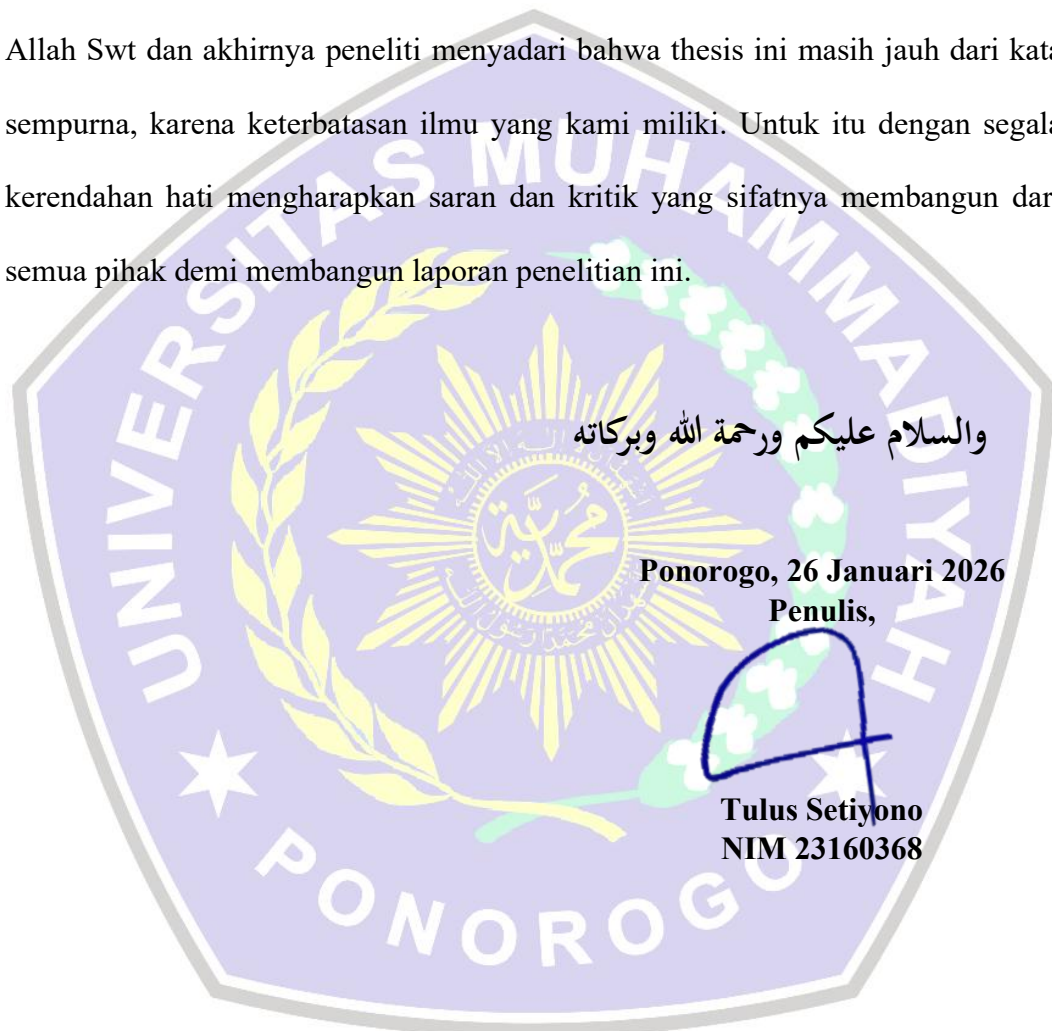 Allah Swt dan akhirnya peneliti menyadari bahwa thesis ini masih jauh dari kata
sempurna, karena keterbatasan ilmu yang kami miliki. Untuk itu dengan segala
kerendahan hati mengharapkan saran dan kritik yang sifatnya membangun dar
semua pihak demi membangun laporan penelitian ini.
UNIVERSITAS MUHAMMADIYAH
والسلام عليكم ورحمة الله وبركاته
محمدية
Ponorogo, 26 Januari 2026
Penulis,
Tulus Setiyono
NIM 23160368
PONOROGO